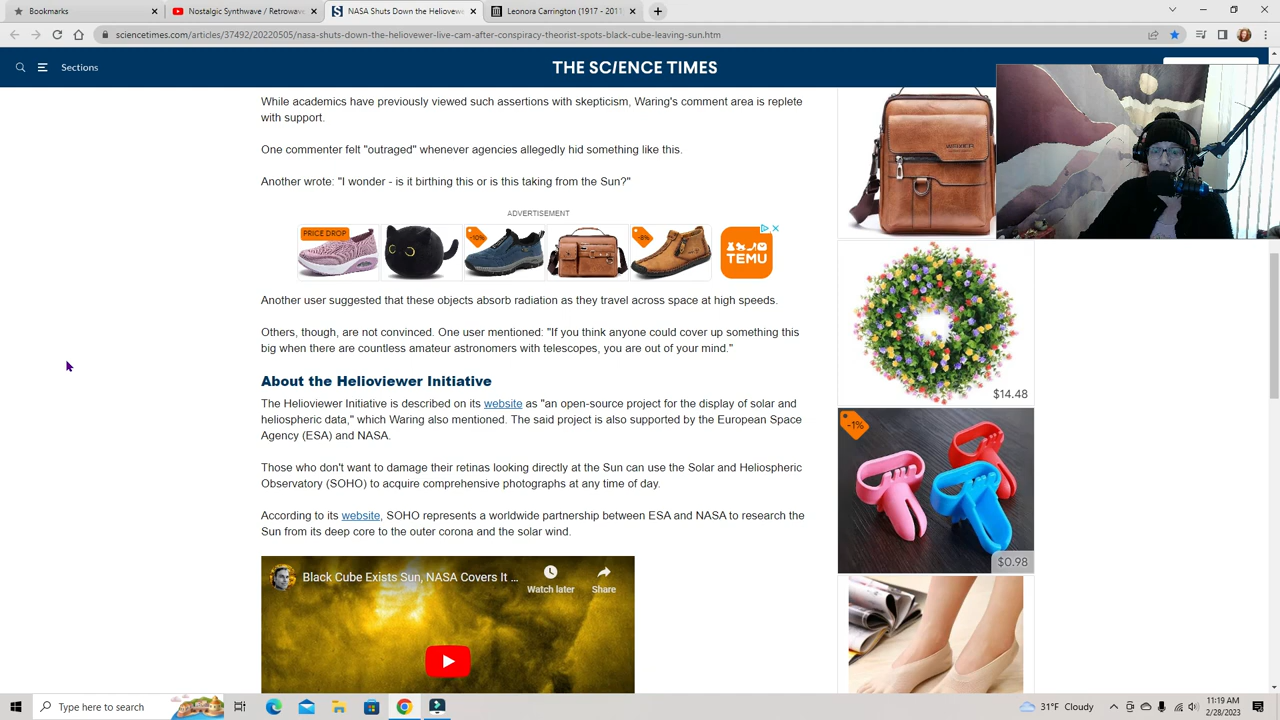 Bookmarks
Nostalgic Synthwave / Retrowave
NASA Shuts Down the Heliovewe
Leonora Carrington (1917 - 2011
sciencetimes.com/articles/37492/20220505/nasa-shuts-down-the-heliovewer-live-cam-after-conspiracy-theorist-spots-black-cube-leaving-sun.htm
Sections
THE SCIENCE TIMES
While academics have previously viewed such assertions with skepticism, Waring's comment area is replete
with support.
One commenter felt "outraged" whenever agencies allegedly hid something like this.
Another wrote: "I wonder - is it birthing this or is this taking from the Sun?"
ADVERTISEMENT
PRICE DROP
-10%
-8%
TEMU
Another user suggested that these objects absorb radiation as they travel across space at high speeds.
Others, though, are not convinced. One user mentioned: "If you think anyone could cover up something this
big when there are countless amateur astronomers with telescopes, you are out of your mind."
$14.48
About the Helioviewer Initiative
The Helioviewer Initiative is described on its website as "an open-source project for the display of solar and
heliospheric data," which Waring also mentioned. The said project is also supported by the European Space
Agency (ESA) and NASA.
-1%
Those who don't want to damage their retinas looking directly at the Sun can use the Solar and Heliospheric
Observatory (SOHO) to acquire comprehensive photographs at any time of day.
According to its website, SOHO represents a worldwide partnership between ESA and NASA to research the
Sun from its deep core to the outer corona and the solar wind.
$0.98
Black Cube Exists Sun, NASA Covers It ...
Watch later
Share
Type here to search
31°F Cloudy
11:19 AM
2/28/2023